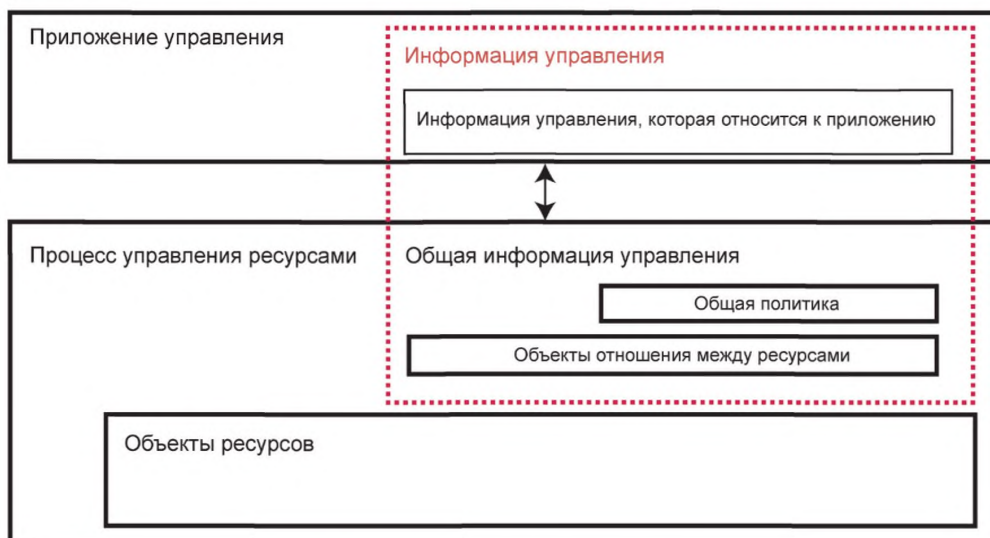 Приложение управления
Информация управления
Информация управления, которая относится к приложению
Процесс управления ресурсами
Общая информация управления
Общая политика
Объекты отношения между ресурсами
Объекты ресурсов